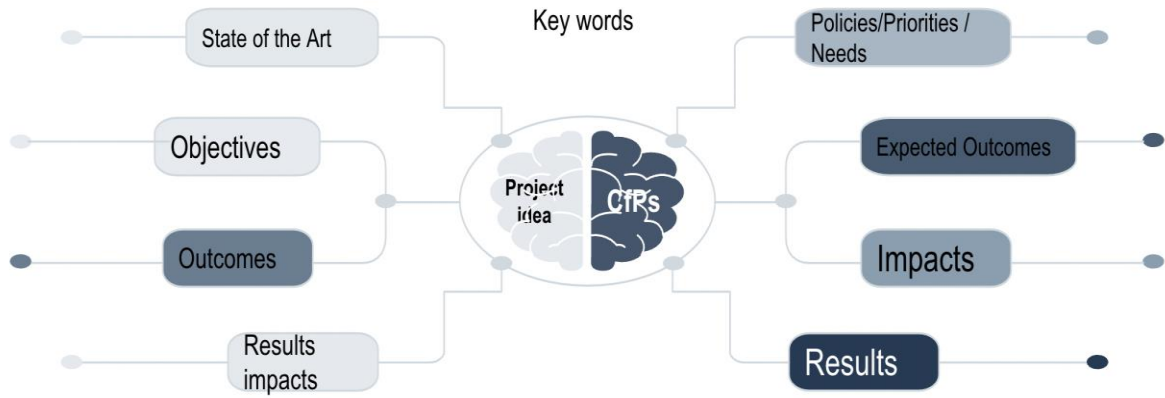 Key words
State of the Art
Objectives
Outcomes
Results
impacts
Project
idea
CfPs
Policies/Priorities /
Needs
Expected Outcomes
Impacts
Results